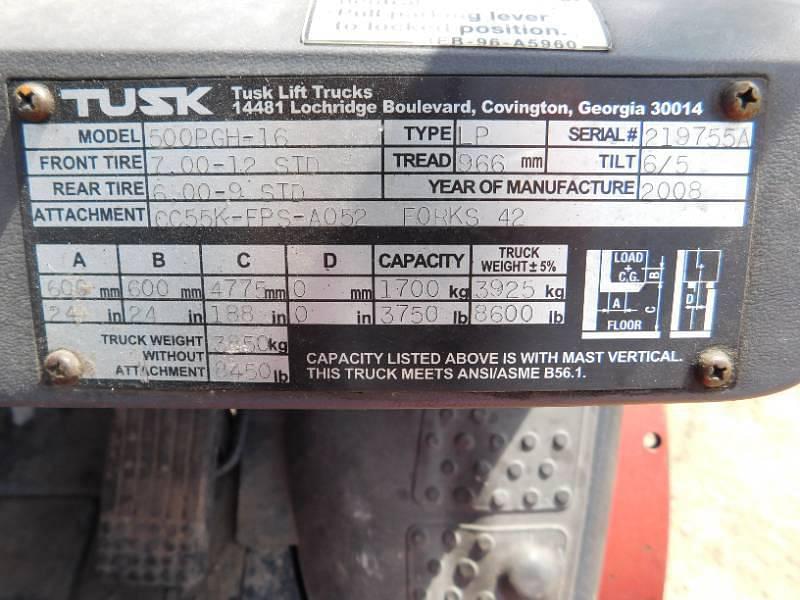 Pull parking lever
to locked position.
TUSK
Tusk Lift Trucks
14481 Lochridge Boulevard, Covington, Georgia 30014
MODEL 500PGH-16 TYPE LP SERIAL# 219755A
FRONT TIRE 7.00-12 STD TREAD 966 mm TILT 6/5
REAR TIRE 6.00-9 STD YEAR OF MANUFACTURE 2008
ATTACHMENT CC55K-FPS-A052 FORKS 42
A B C D CAPACITY TRUCK WEIGHT ± 5%
600 mm 600 mm 4775 mm 0 mm 1700 kg 3925 kg
24 in 24 in 188 in 0 in 3750 lb 8600 lb
TRUCK WEIGHT WITHOUT ATTACHMENT 3850 kg
8450 lb
LOAD
+
C.G.
A B C
FLOOR
L
D
CAPACITY LISTED ABOVE IS WITH MAST VERTICAL.
THIS TRUCK MEETS ANSI/ASME B56.1.